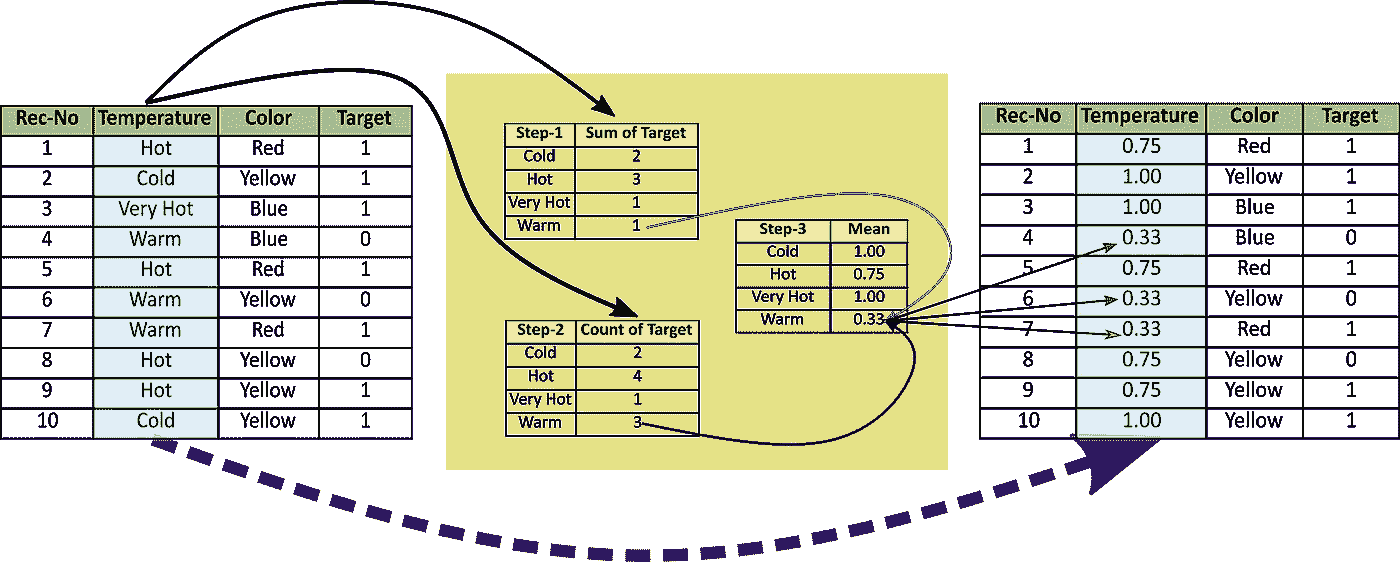 Rec-No Temperature Color Target
1 Hot Red 1
2 Cold Yellow 1
3 Very Hot Blue 1
4 Warm Blue 0
5 Hot Red 1
6 Warm Yellow 0
7 Warm Red 1
8 Hot Yellow 0
9 Hot Yellow 1
10 Cold Yellow 1
Step-1 Sum of Target
Cold 2
Hot 3
Very Hot 1
Warm 1
Step-2 Count of Target
Cold 2
Hot 4
Very Hot 1
Warm 3
Step-3 Mean
Cold 1.00
Hot 0.75
Very Hot 1.00
Warm 0.33
Rec-No Temperature Color Target
1 0.75 Red 1
2 1.00 Yellow 1
3 1.00 Blue 1
4 0.33 Blue 0
5 0.75 Red 1
6 0.33 Yellow 0
7 0.33 Red 1
8 0.75 Yellow 0
9 0.75 Yellow 1
10 1.00 Yellow 1